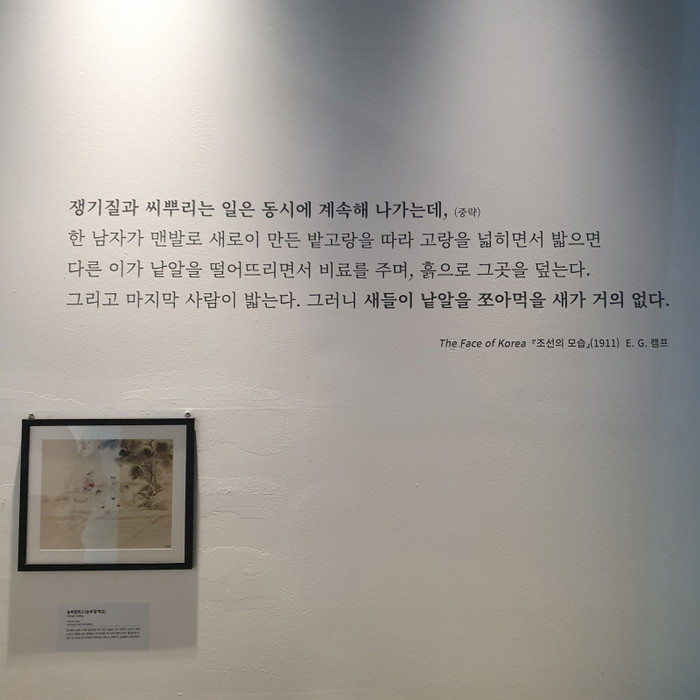 쟁기질과 씨뿌리는 일은 동시에 계속해 나가는데, (중략)
한 남자가 맨발로 새로이 만든 밭고랑을 따라 고랑을 넓히면서 밟으면
다른 이가 낱알을 떨어뜨리면서 비료를 주며, 흙으로 그곳을 덮는다.
그리고 마지막 사람이 밟는다. 그러니 새들이 낱알을 쪼아먹을 새가 거의 없다.
The Face of Korea 『조선의 모습』(1911) E. G. 캠프